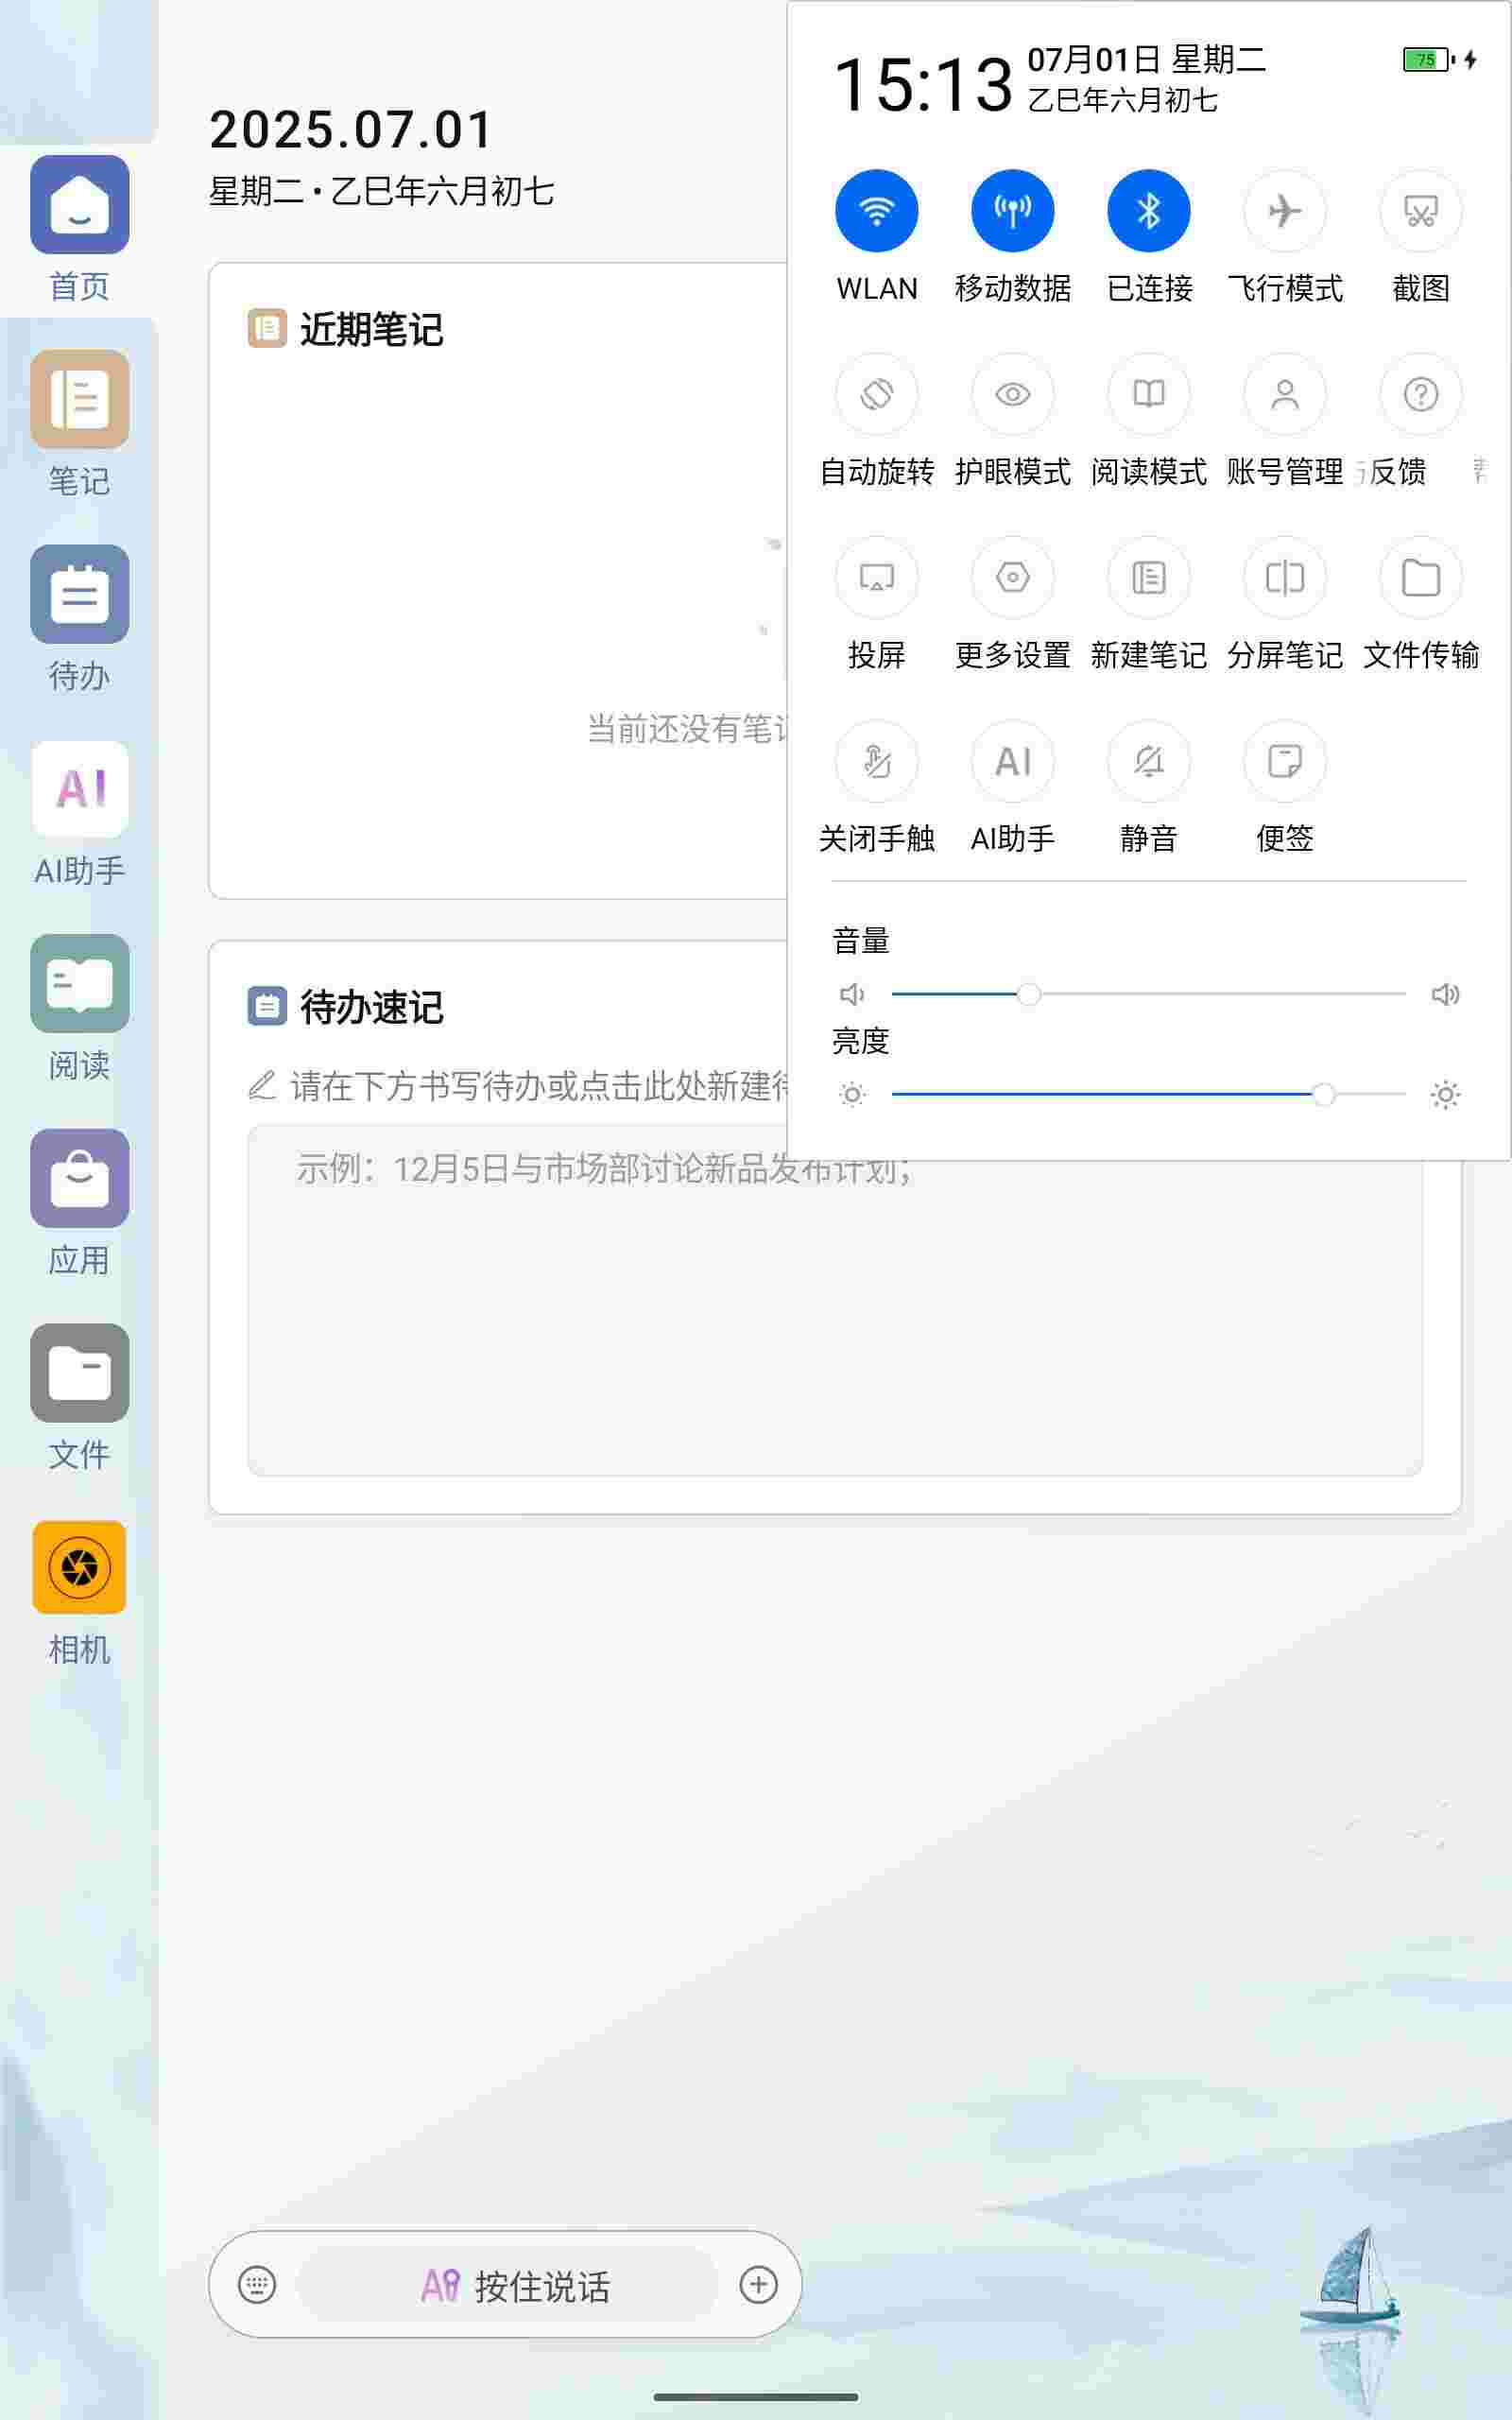 15:13
07月01日 星期二
乙巳年六月初七
75
2025.07.01
星期二·乙巳年六月初七
首页
笔记
待办
AI
AI助手
阅读
应用
文件
相机
近期笔记
当前还没有笔
待办速记
请在下方书写待办或点击此处新建
示例：12月5日与市场部讨论新品发布计划；
WLAN 移动数据 已连接 飞行模式 截图
自动旋转 护眼模式 阅读模式 账号管理 反馈
投屏 更多设置 新建笔记 分屏笔记 文件传输
AI
关闭手触 AI助手 静音 便签
音量
亮度
AI 按住说话